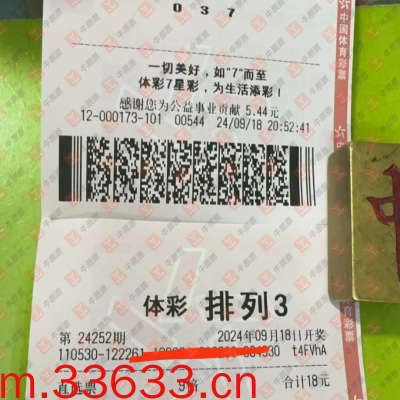 037
一切美好，如"7"而至
体彩7星彩，为生活添彩！
感谢您为公益事业贡献 5.44元
12-000173-101 00544 24/09/18 20:52:41
中国体育彩票
体彩 排列3
第 24252期 2024年09月18日开奖
110530-122261 t4FVhA
直选票 合计18元
m.33633.cn